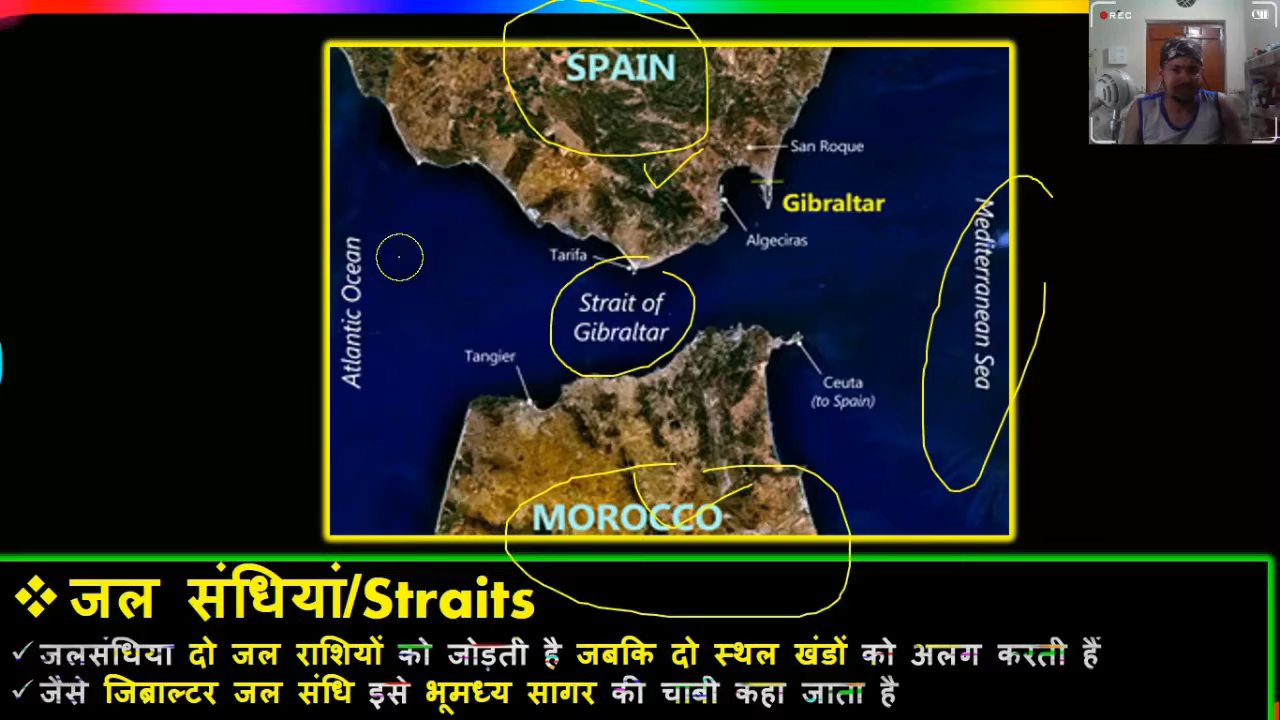 REC
SPAIN
San Roque
Gibraltar
Algeciras
Tarifa
Strait of
Gibraltar
Atlantic Ocean
Mediterranean Sea
Tangier
Ceuta
(to Spain)
MOROCCO
❖जल संधियां/Straits
✓जलसंधिया दो जल राशियों को जोड़ती है जबकि दो स्थल खंडों को अलग करती हैं
✓जैसे जिब्राल्टर जल संधि इसे भूमध्य सागर की चाबी कहा जाता है